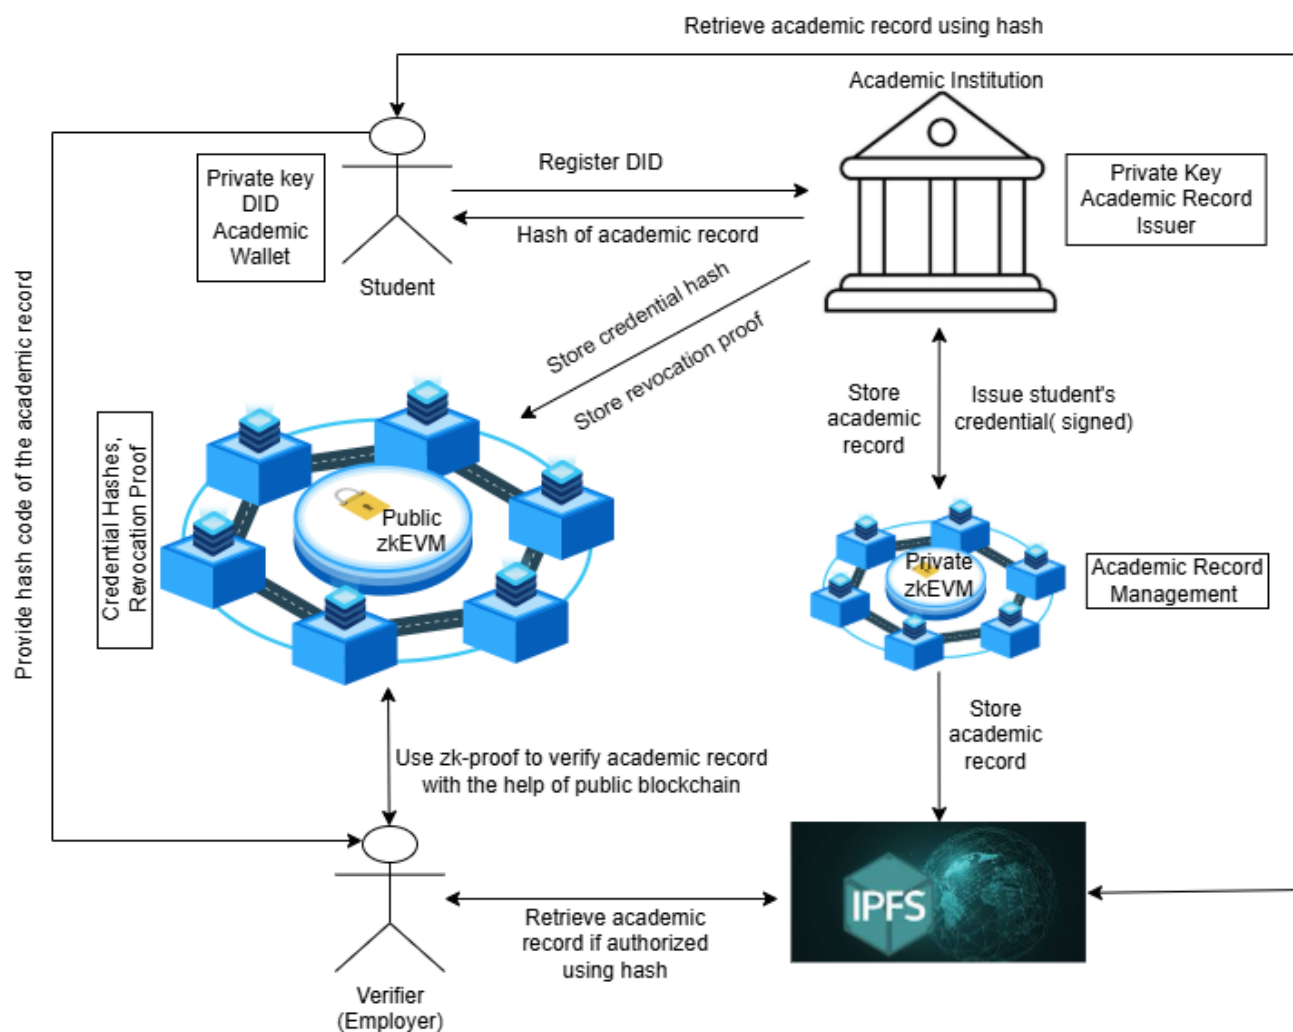 Retrieve academic record using hash
Academic Institution
Register DID
Private key
DID
Academic
Wallet
Private Key
Academic Record
Issuer
Hash of academic record
Student
Store credential hash
Store revocation proof
Provide hash code of the academic record
Store
academic
record
Issue student's
credential( signed)
Credential Hashes,
Revocation Proof
Public
zkEVM
Private
zkEVM
Academic Record
Management
Store
academic
record
Use zk-proof to verify academic record
with the help of public blockchain
IPFS
Retrieve academic
record if authorized
using hash
Verifier
(Employer)